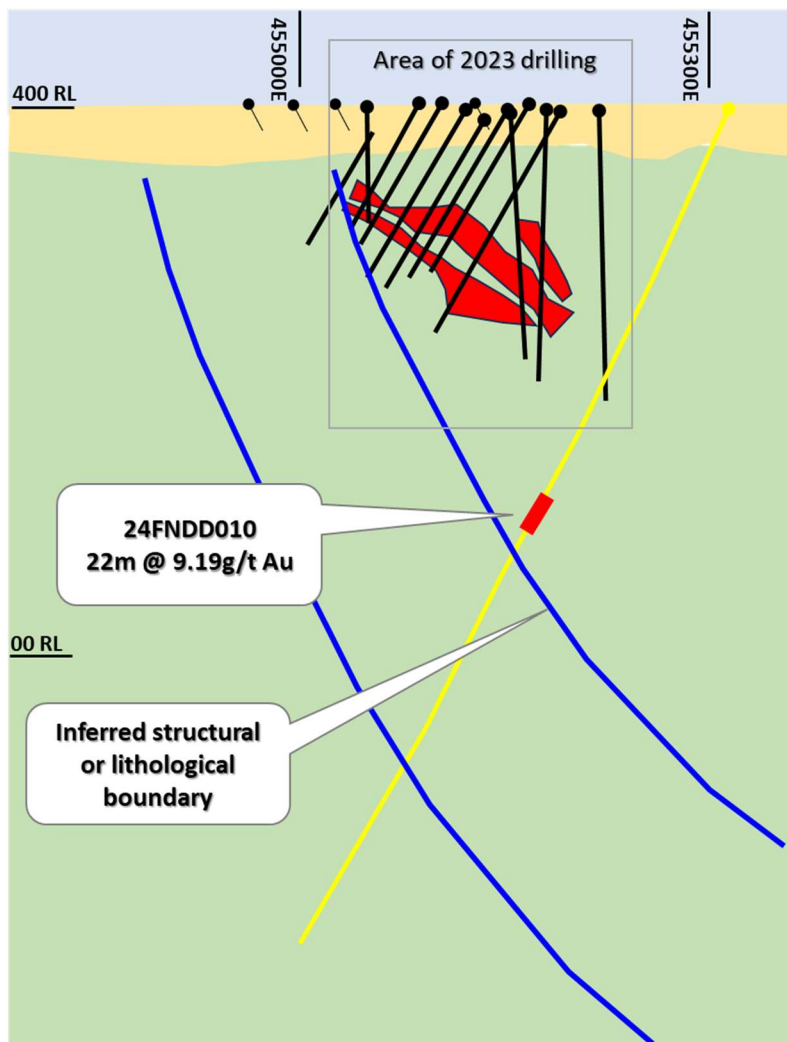 455000E
455300E
Area of 2023 drilling
400 RL
24FNDD010
22m @ 9.19g/t Au
00 RL
Inferred structural
or lithological
boundary